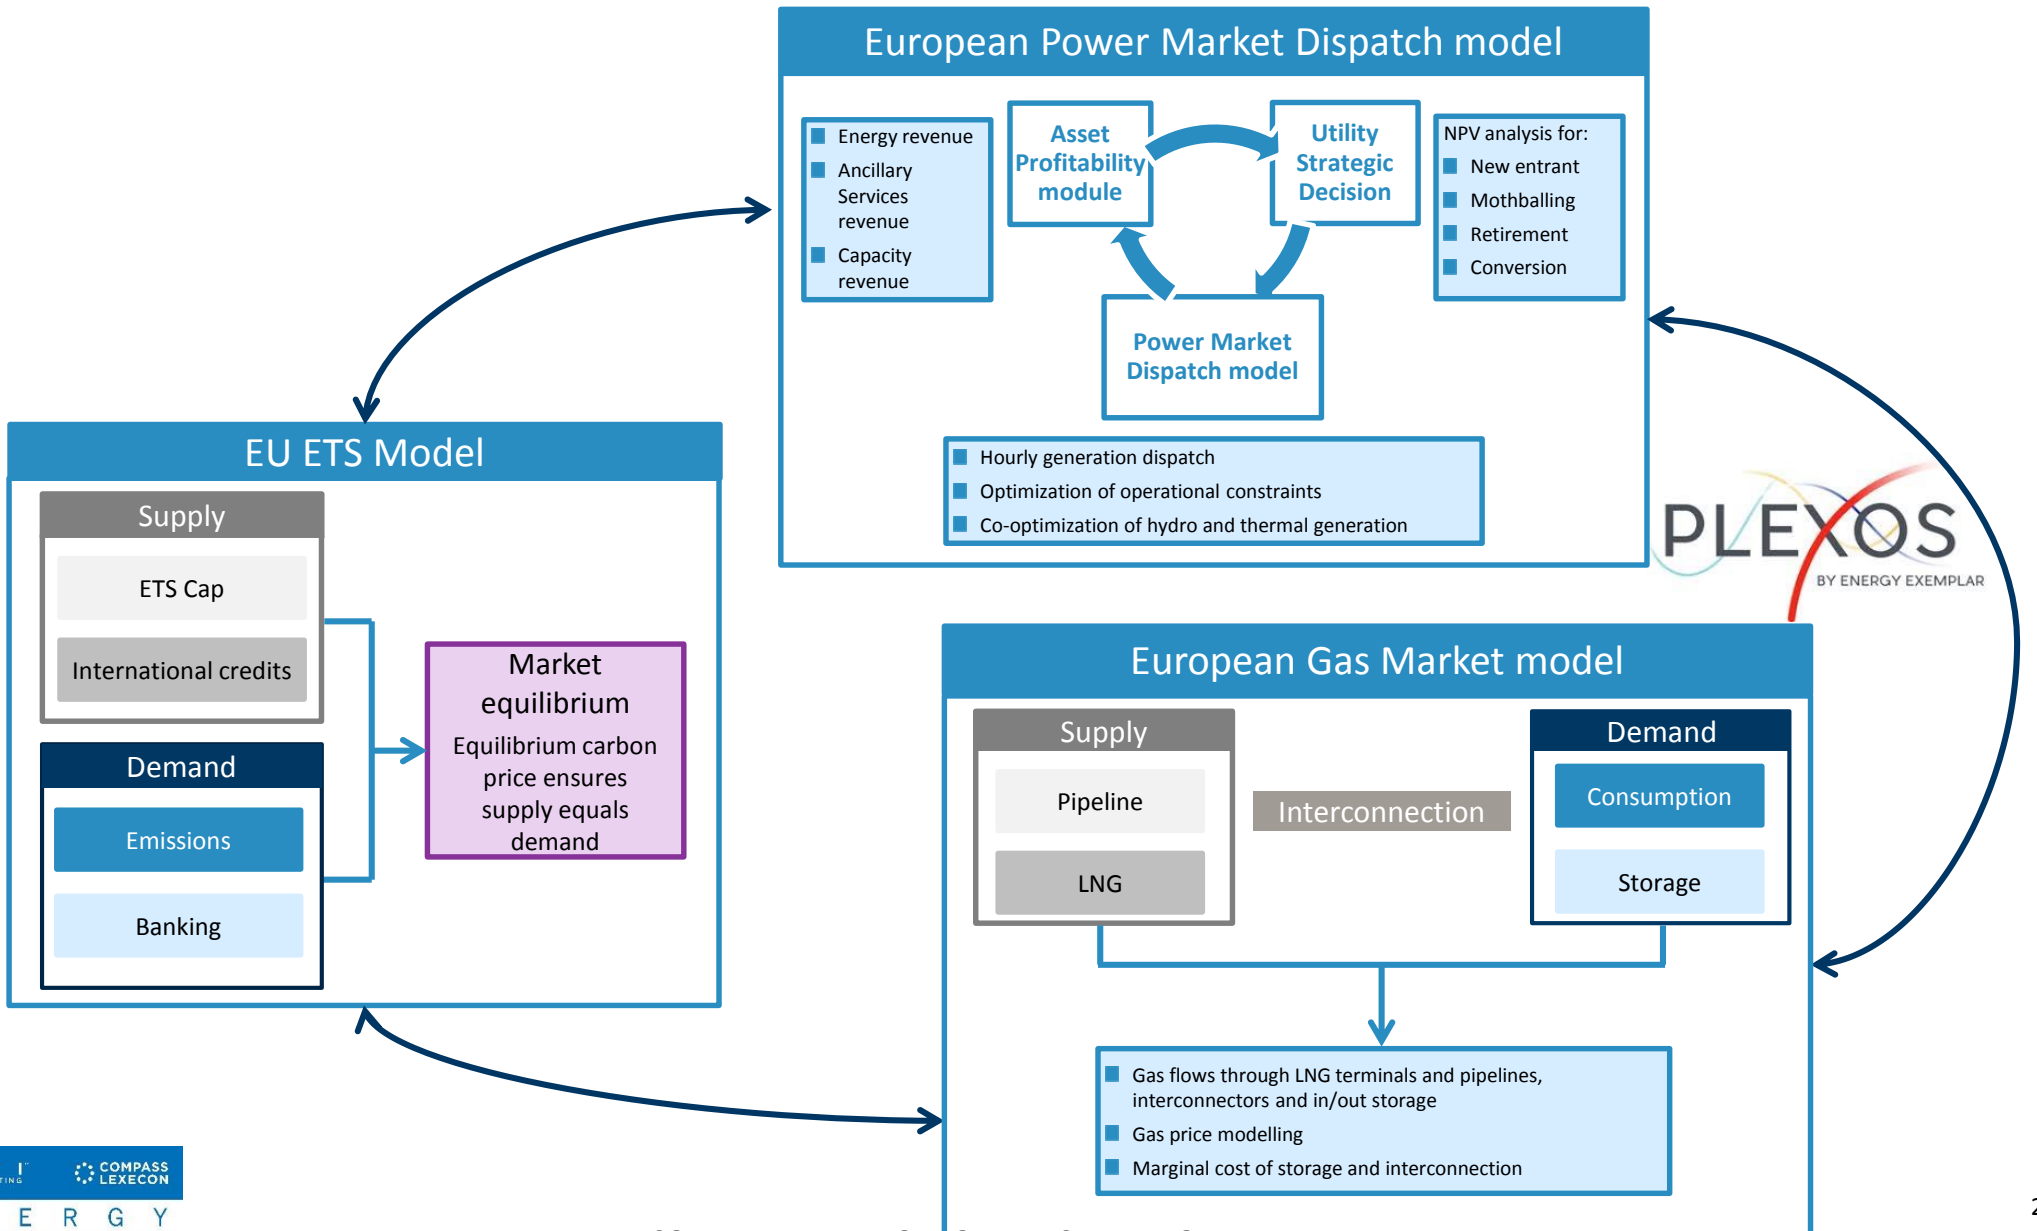 European Power Market Dispatch model
Energy revenue
Ancillary
Services
revenue
Capacity
revenue
Asset
Profitability
module
Utility
Strategic
Decision
NPV analysis for:
New entrant
Mothballing
Retirement
Conversion
Power Market
Dispatch model
Hourly generation dispatch
Optimization of operational constraints
Co-optimization of hydro and thermal generation
PLEXOS
BY ENERGY EXEMPLAR
EU ETS Model
Supply
ETS Cap
International credits
Demand
Emissions
Banking
Market
equilibrium
Equilibrium carbon
price ensures
supply equals
demand
European Gas Market model
Supply
Pipeline
LNG
Interconnection
Demand
Consumption
Storage
Gas flows through LNG terminals and pipelines,
interconnectors and in/out storage
Gas price modelling
Marginal cost of storage and interconnection
COMPASS
LEXECON
E R G Y